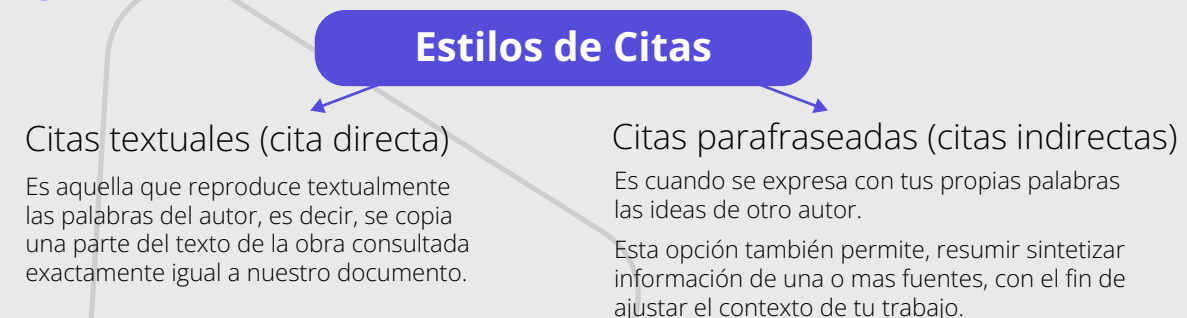 Estilos de Citas
Citas textuales (cita directa)
Es aquella que reproduce textualmente
las palabras del autor, es decir, se copia
una parte del texto de la obra consultada
exactamente igual a nuestro documento.
Citas parafraseadas (citas indirectas)
Es cuando se expresa con tus propias palabras
las ideas de otro autor.
Esta opción también permite, resumir sintetizar
información de una o mas fuentes, con el fin de
ajustar el contexto de tu trabajo.